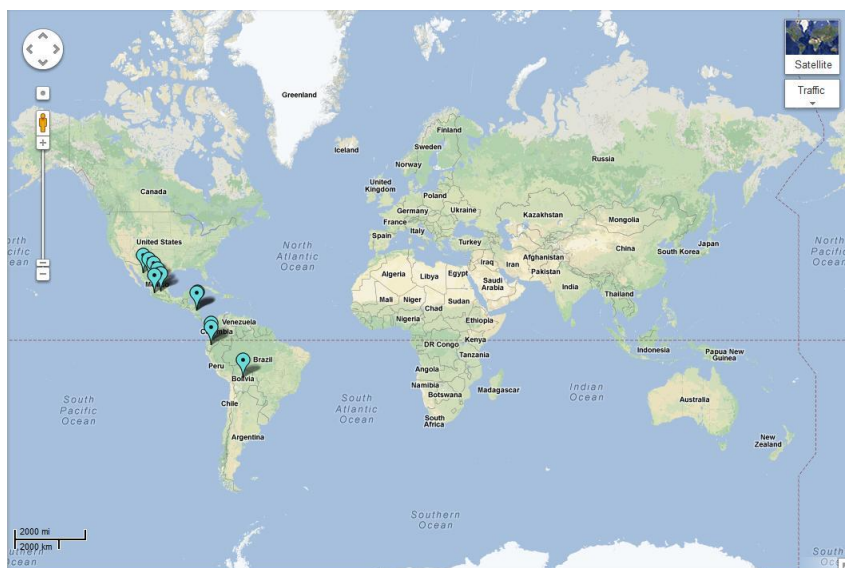 Satellite
Traffic
Greenland
Iceland
Finland
Sweden
Norway
Russia
United
Kingdom
Canada
Poland
Germany
Ukraine
France
Kazakhstan
Mongolia
Italy
Spain
Turkey
United States
North
Atlantic
Ocean
China
Japan
South Korea
Iraq
Iran
Afghanistan
Pakistan
Algeria
Libya
Egypt
Saudi
Arabia
India
Mali
Niger
Chad
Sudan
Thailand
Nigeria
Ethiopia
Venezuela
DR Congo
Kenya
Tanzania
Indonesia
Papua New
Guinea
Brazil
Peru
Bolivia
Angola
Namibia
Botswana
Madagascar
Indian
Ocean
Australia
South
Pacific
Ocean
Chile
South
Atlantic
Ocean
South
Africa
Argentina
New
Zealand
Southern
Ocean
2000 mi
2000 km
North
South